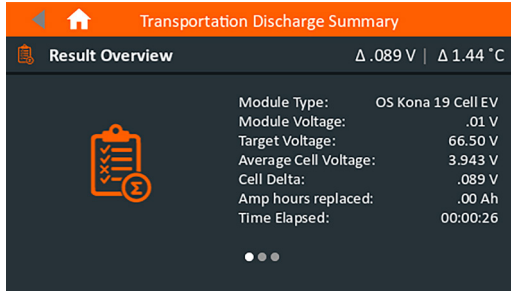 Transportation Discharge Summary
Result Overview Δ .089 V | Δ 1.44 ˚C
Module Type: OS Kona 19 Cell EV
Module Voltage: .01 V
Target Voltage: 66.50 V
Average Cell Voltage: 3.943 V
Cell Delta: .089 V
Amp hours replaced: .00 Ah
Time Elapsed: 00:00:26
Σ